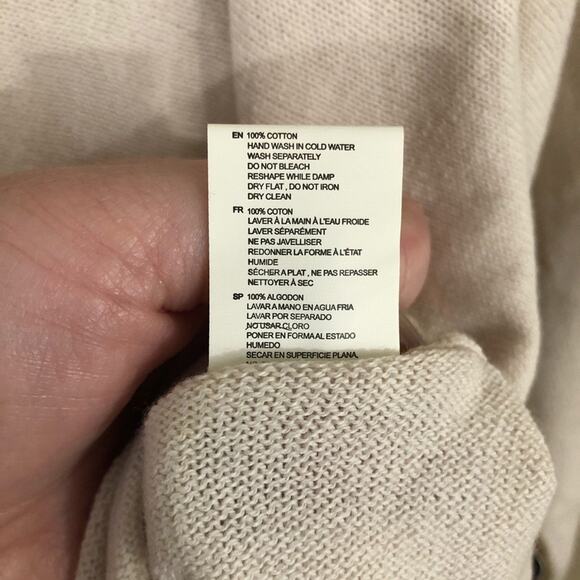 EN 100% COTTON
HAND WASH IN COLD WATER
WASH SEPARATELY
DO NOT BLEACH
RESHAPE WHILE DAMP
DRY FLAT , DO NOT IRON
DRY CLEAN
FR 100% COTON
LAVER À LA MAIN À L'EAU FROIDE
LAVER SÉPARÉMENT
NE PAS JAVELLISER
REDONNER LA FORME À L'ÉTAT
HUMIDE
SÉCHER A PLAT , NE PAS REPASSER
NETTOYER À SEC
SP 100% ALGODON
LAVAR A MANO EN AGUA FRIA
LAVAR POR SEPARADO
NO USAR CLORO
PONER EN FORMA AL ESTADO
HUMEDO
SECAR EN SUPERFICIE PLANA,